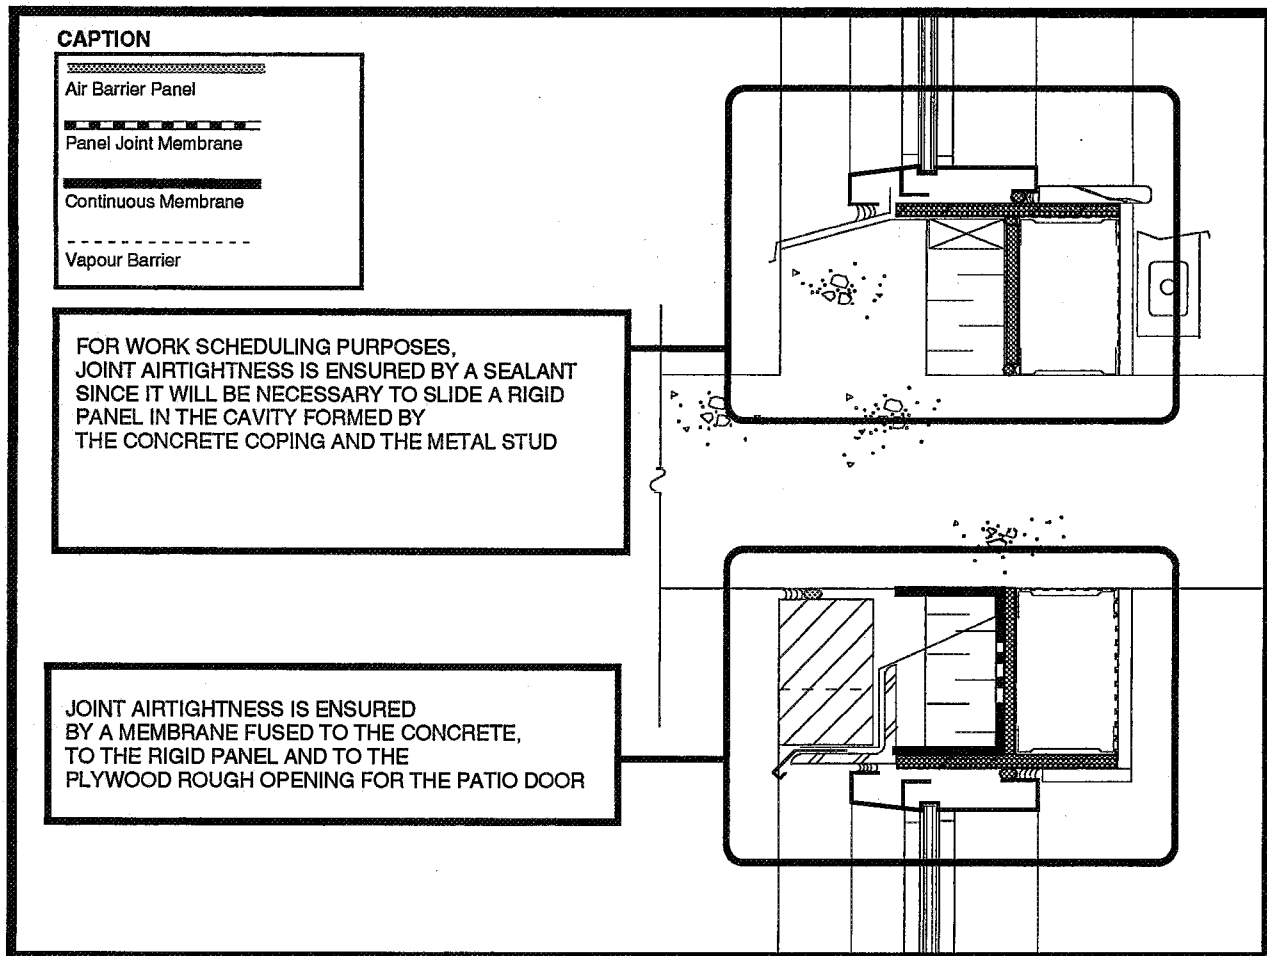 CAPTION
Air Barrier Panel
Panel Joint Membrane
Continuous Membrane
Vapour Barrier
FOR WORK SCHEDULING PURPOSES,
JOINT AIRTIGHTNESS IS ENSURED BY A SEALANT
SINCE IT WILL BE NECESSARY TO SLIDE A RIGID
PANEL IN THE CAVITY FORMED BY
THE CONCRETE COPING AND THE METAL STUD
JOINT AIRTIGHTNESS IS ENSURED
BY A MEMBRANE FUSED TO THE CONCRETE,
TO THE RIGID PANEL AND TO THE
PLYWOOD ROUGH OPENING FOR THE PATIO DOOR